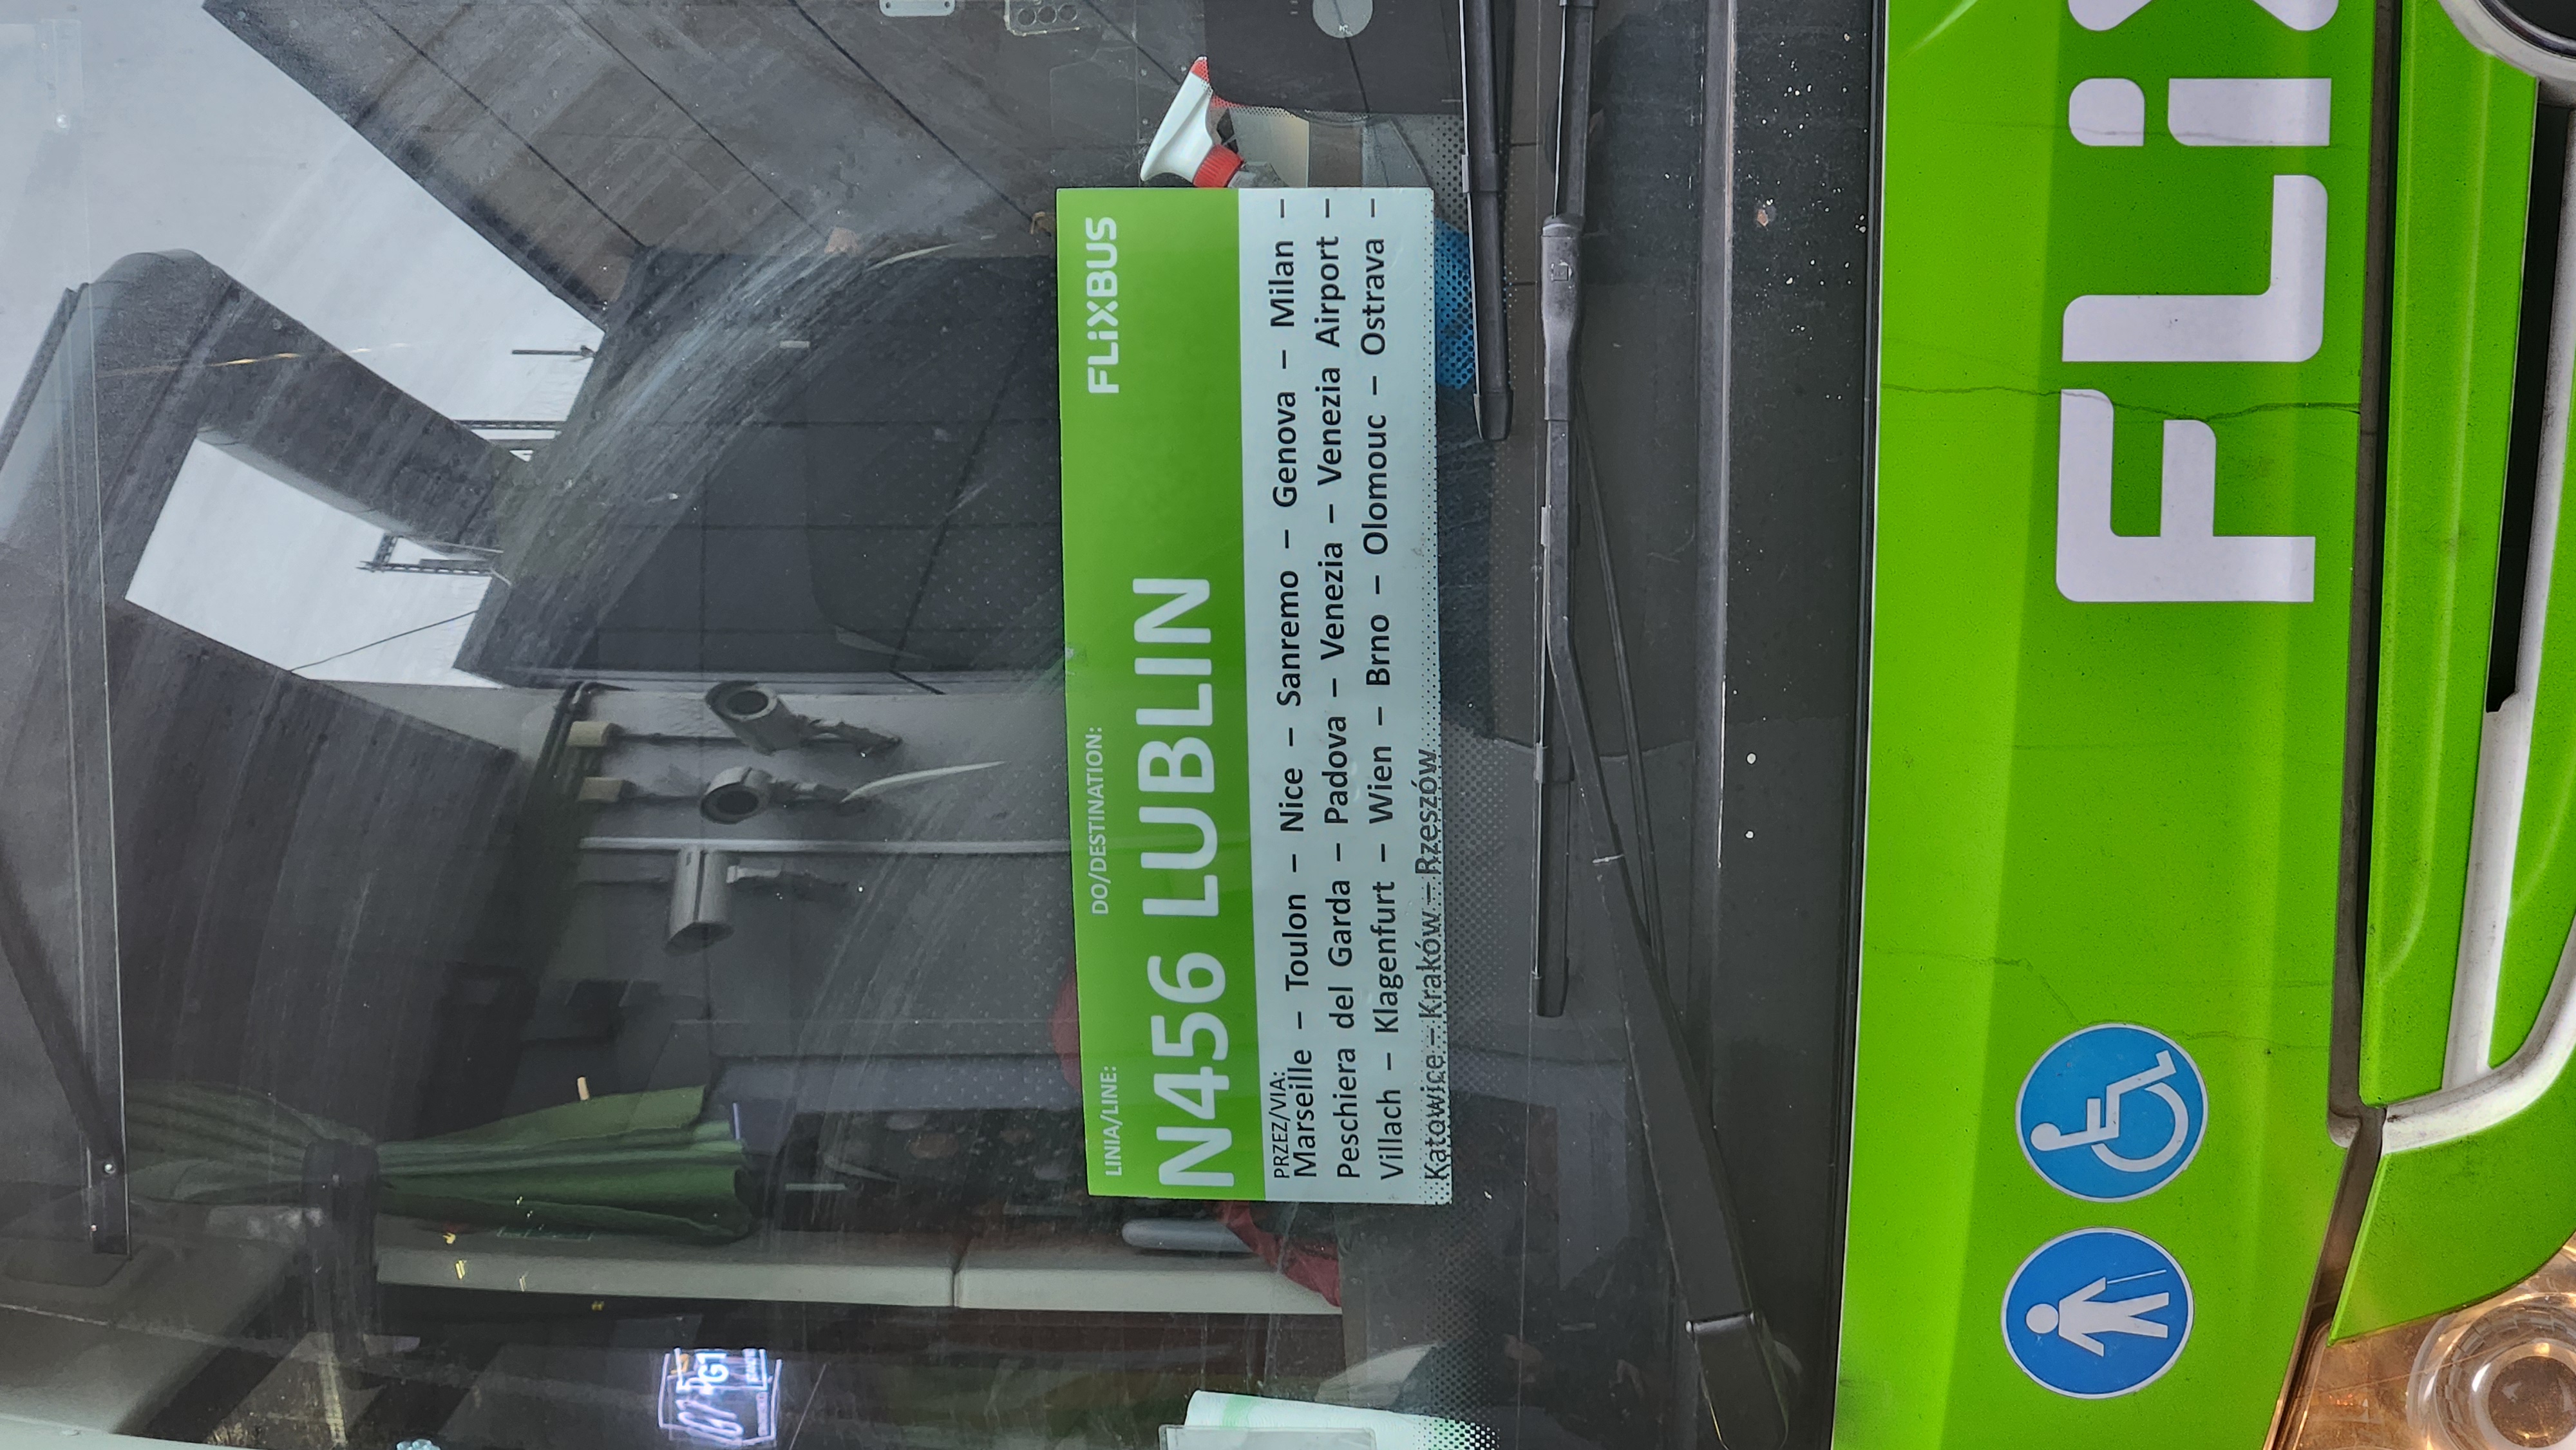 LINIA/LINE: DO/DESTINATION: FLiXBUS
N456 LUBLIN
PRZEZ/VIA:
Marseille – Toulon – Nice – Sanremo – Genova – Milan –
Peschiera del Garda – Padova – Venezia – Venezia Airport –
Villach – Klagenfurt – Wien – Brno – Olomouc – Ostrava –
Katowice – Kraków – Rzeszów
FLiX